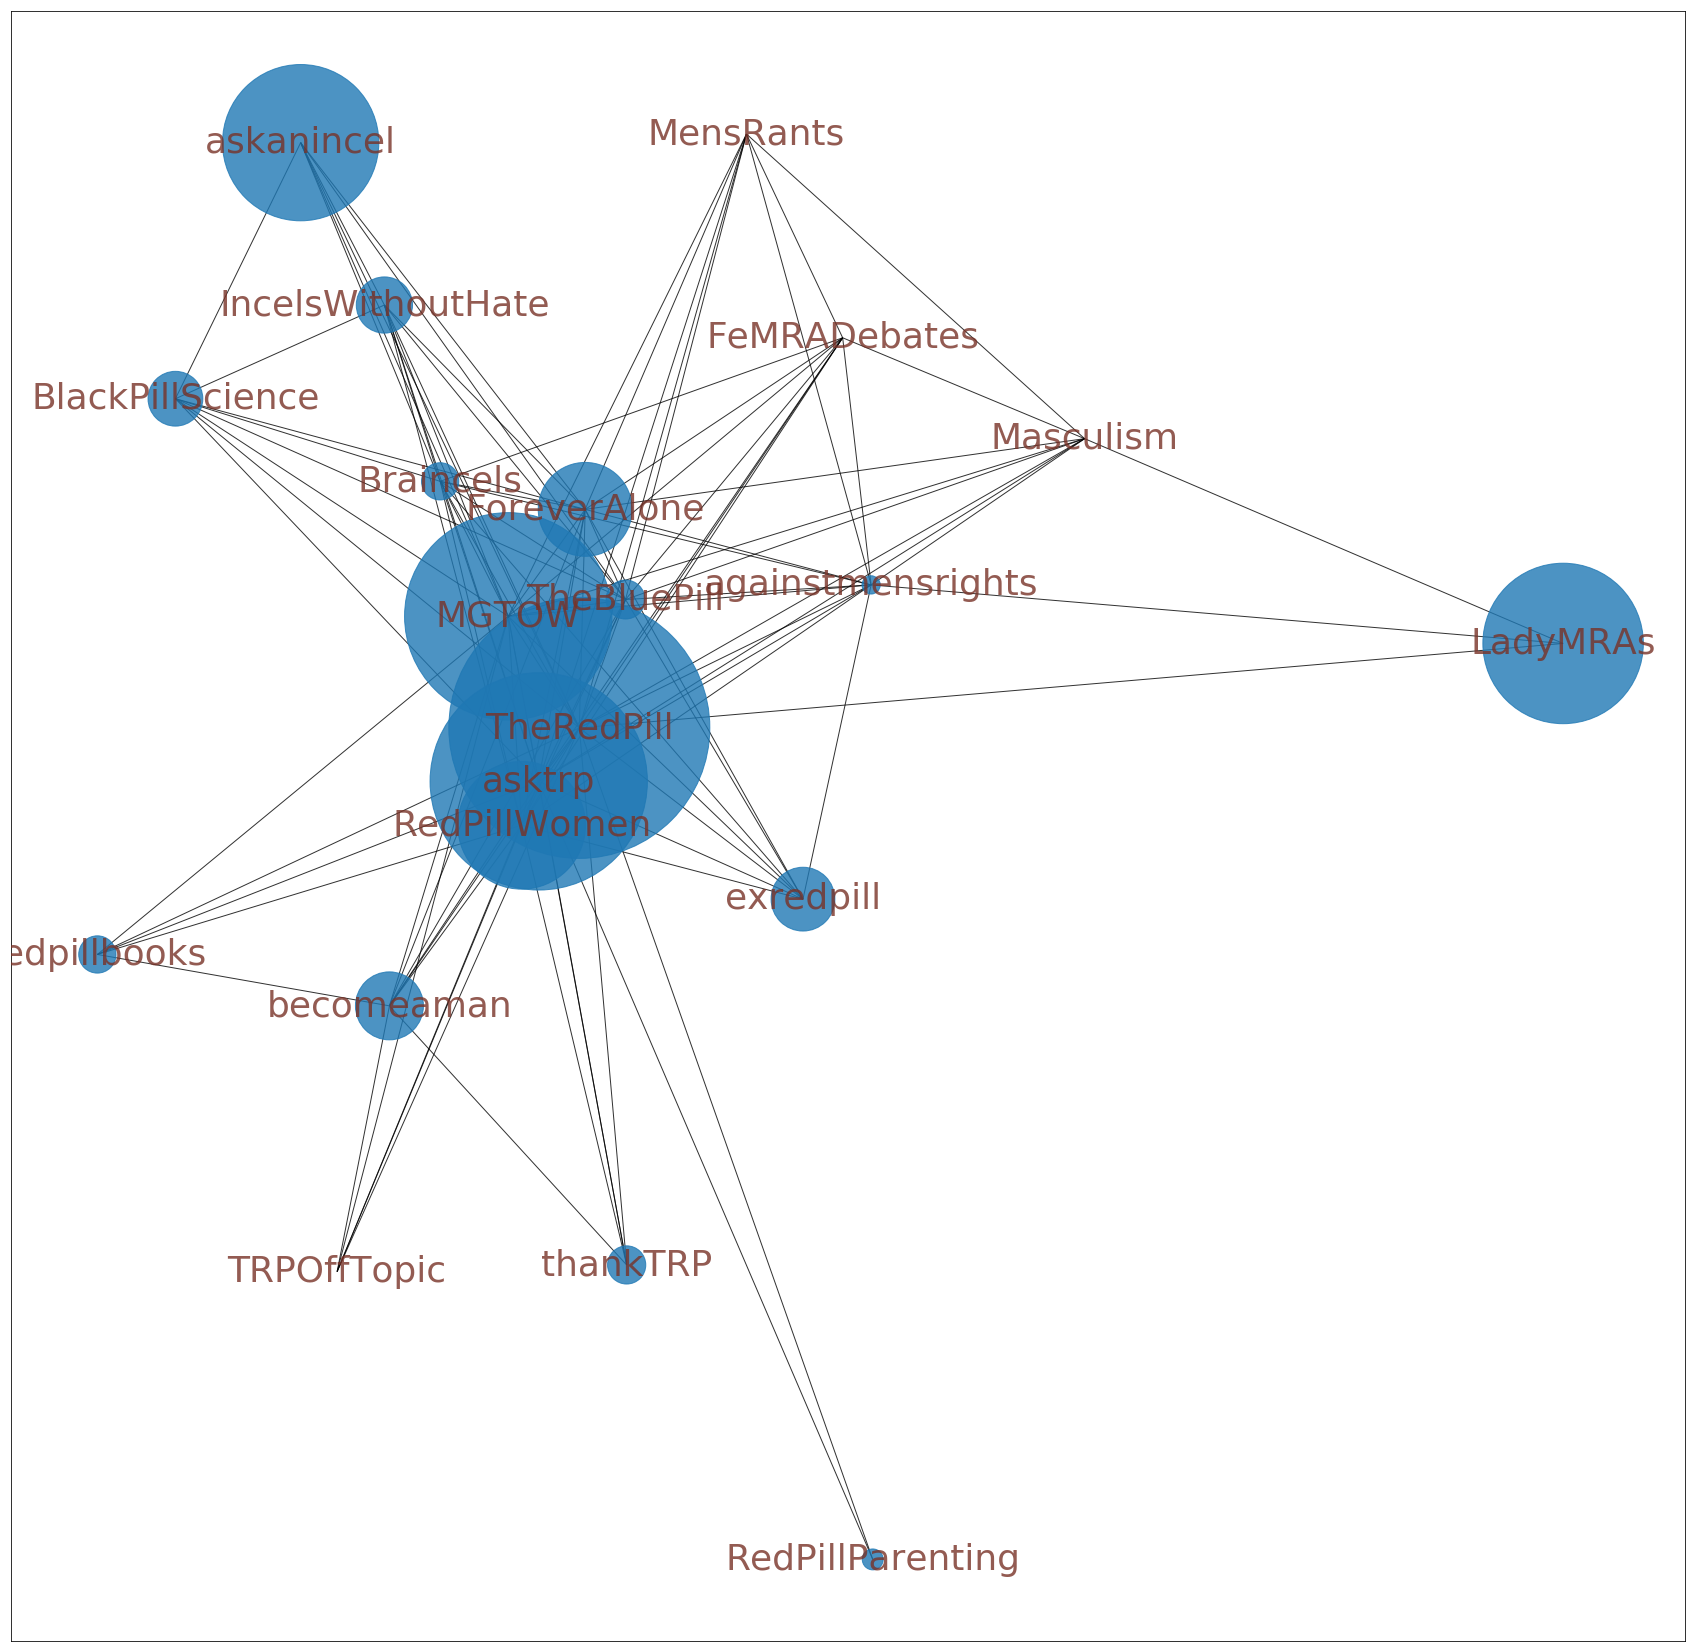 askanincel
MensRants
IncelsWithoutHate
FeMRADebates
BlackPillScience
Masculism
Braincels
ForeverAlone
againstmensrights
TheBluePill
MGTOW
LadyMRAs
TheRedPill
asktrp
RedPillWomen
exredpill
edpillbooks
becomeaman
thankTRP
TRPOffTopic
RedPillParenting